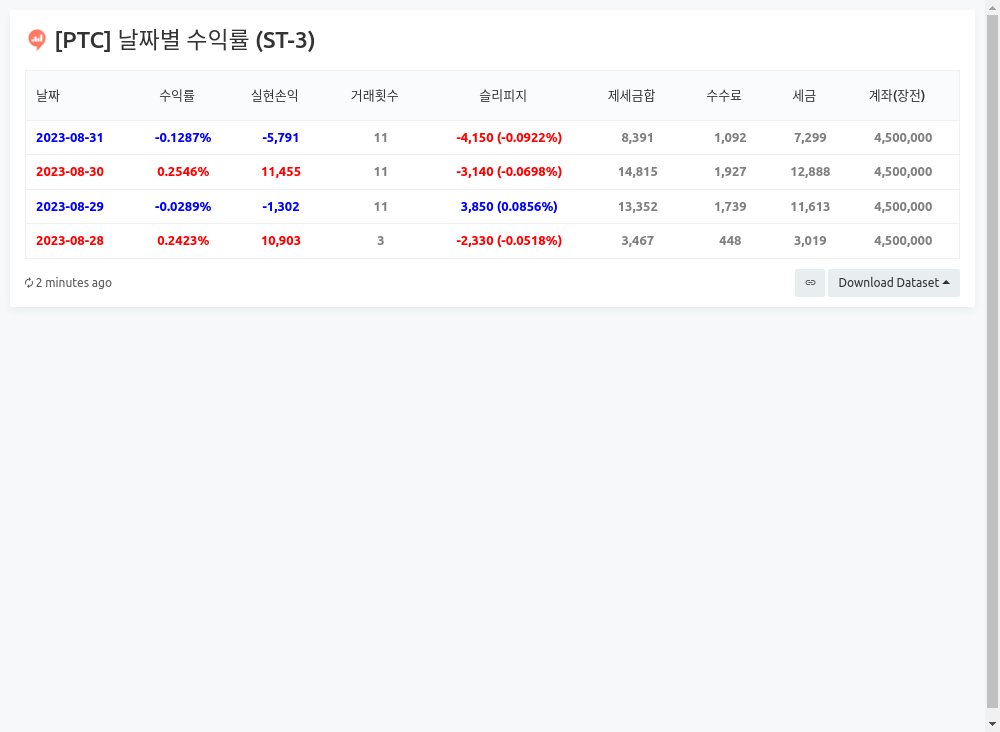 [PTC] 날짜별 수익률 (ST-3)
날짜 수익률 실현손익 거래횟수 슬리피지 제세금합 수수료 세금 계좌(장전)
2023-08-31 -0.1287% -5,791 11 -4,150 (-0.0922%) 8,391 1,092 7,299 4,500,000
2023-08-30 0.2546% 11,455 11 -3,140 (-0.0698%) 14,815 1,927 12,888 4,500,000
2023-08-29 -0.0289% -1,302 11 3,850 (0.0856%) 13,352 1,739 11,613 4,500,000
2023-08-28 0.2423% 10,903 3 -2,330 (-0.0518%) 3,467 448 3,019 4,500,000
2 minutes ago Download Dataset